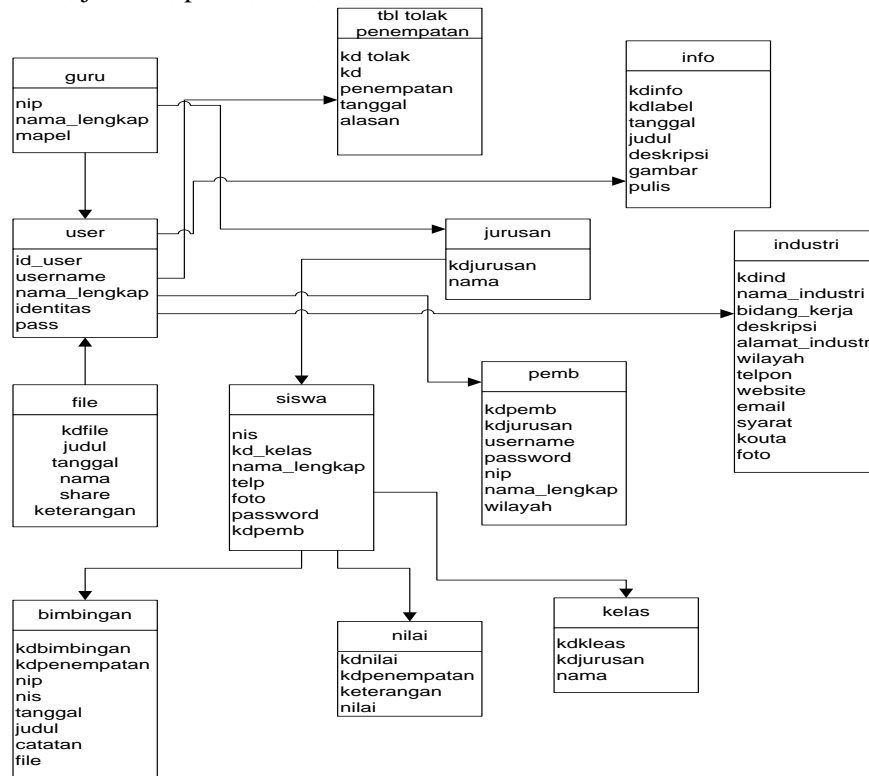 tbl tolak
penempatan
kd tolak
kd
penempatan
tanggal
alasan
info
kdinfo
kdlabel
tanggal
judul
deskripsi
gambar
pulis
guru
nip
nama_lengkap
mapel
user
id_user
username
nama_lengkap
identitas
pass
jurusan
kdjurusan
nama
industri
kdind
nama_industri
bidang_kerja
deskripsi
alamat_industr
wilayah
telpon
website
email
syarat
kouta
foto
file
kdfile
judul
tanggal
nama
share
keterangan
siswa
nis
kd_kelas
nama_lengkap
telp
foto
password
kdpemb
pemb
kdpemb
kdjurusan
username
password
nip
nama_lengkap
wilayah
bimbingan
kdbimbingan
kdpenempatan
nip
nis
tanggal
judul
catatan
file
nilai
kdnilai
kdpenempatan
keterangan
nilai
kelas
kdkleas
kdjurusan
nama